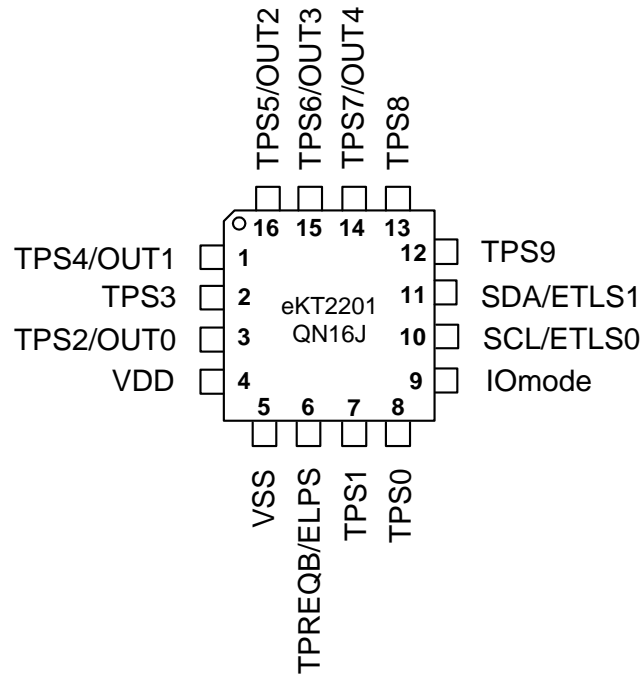 TPS5/OUT2
TPS6/OUT3
TPS7/OUT4
TPS8
16 15 14 13
TPS4/OUT1 1 12 TPS9
TPS3 2 11 SDA/ETLS1
eKT2201
QN16J
TPS2/OUT0 3 10 SCL/ETLS0
VDD 4 9 IOmode
5 6 7 8
VSS
TPREQB/ELPS
TPS1
TPS0